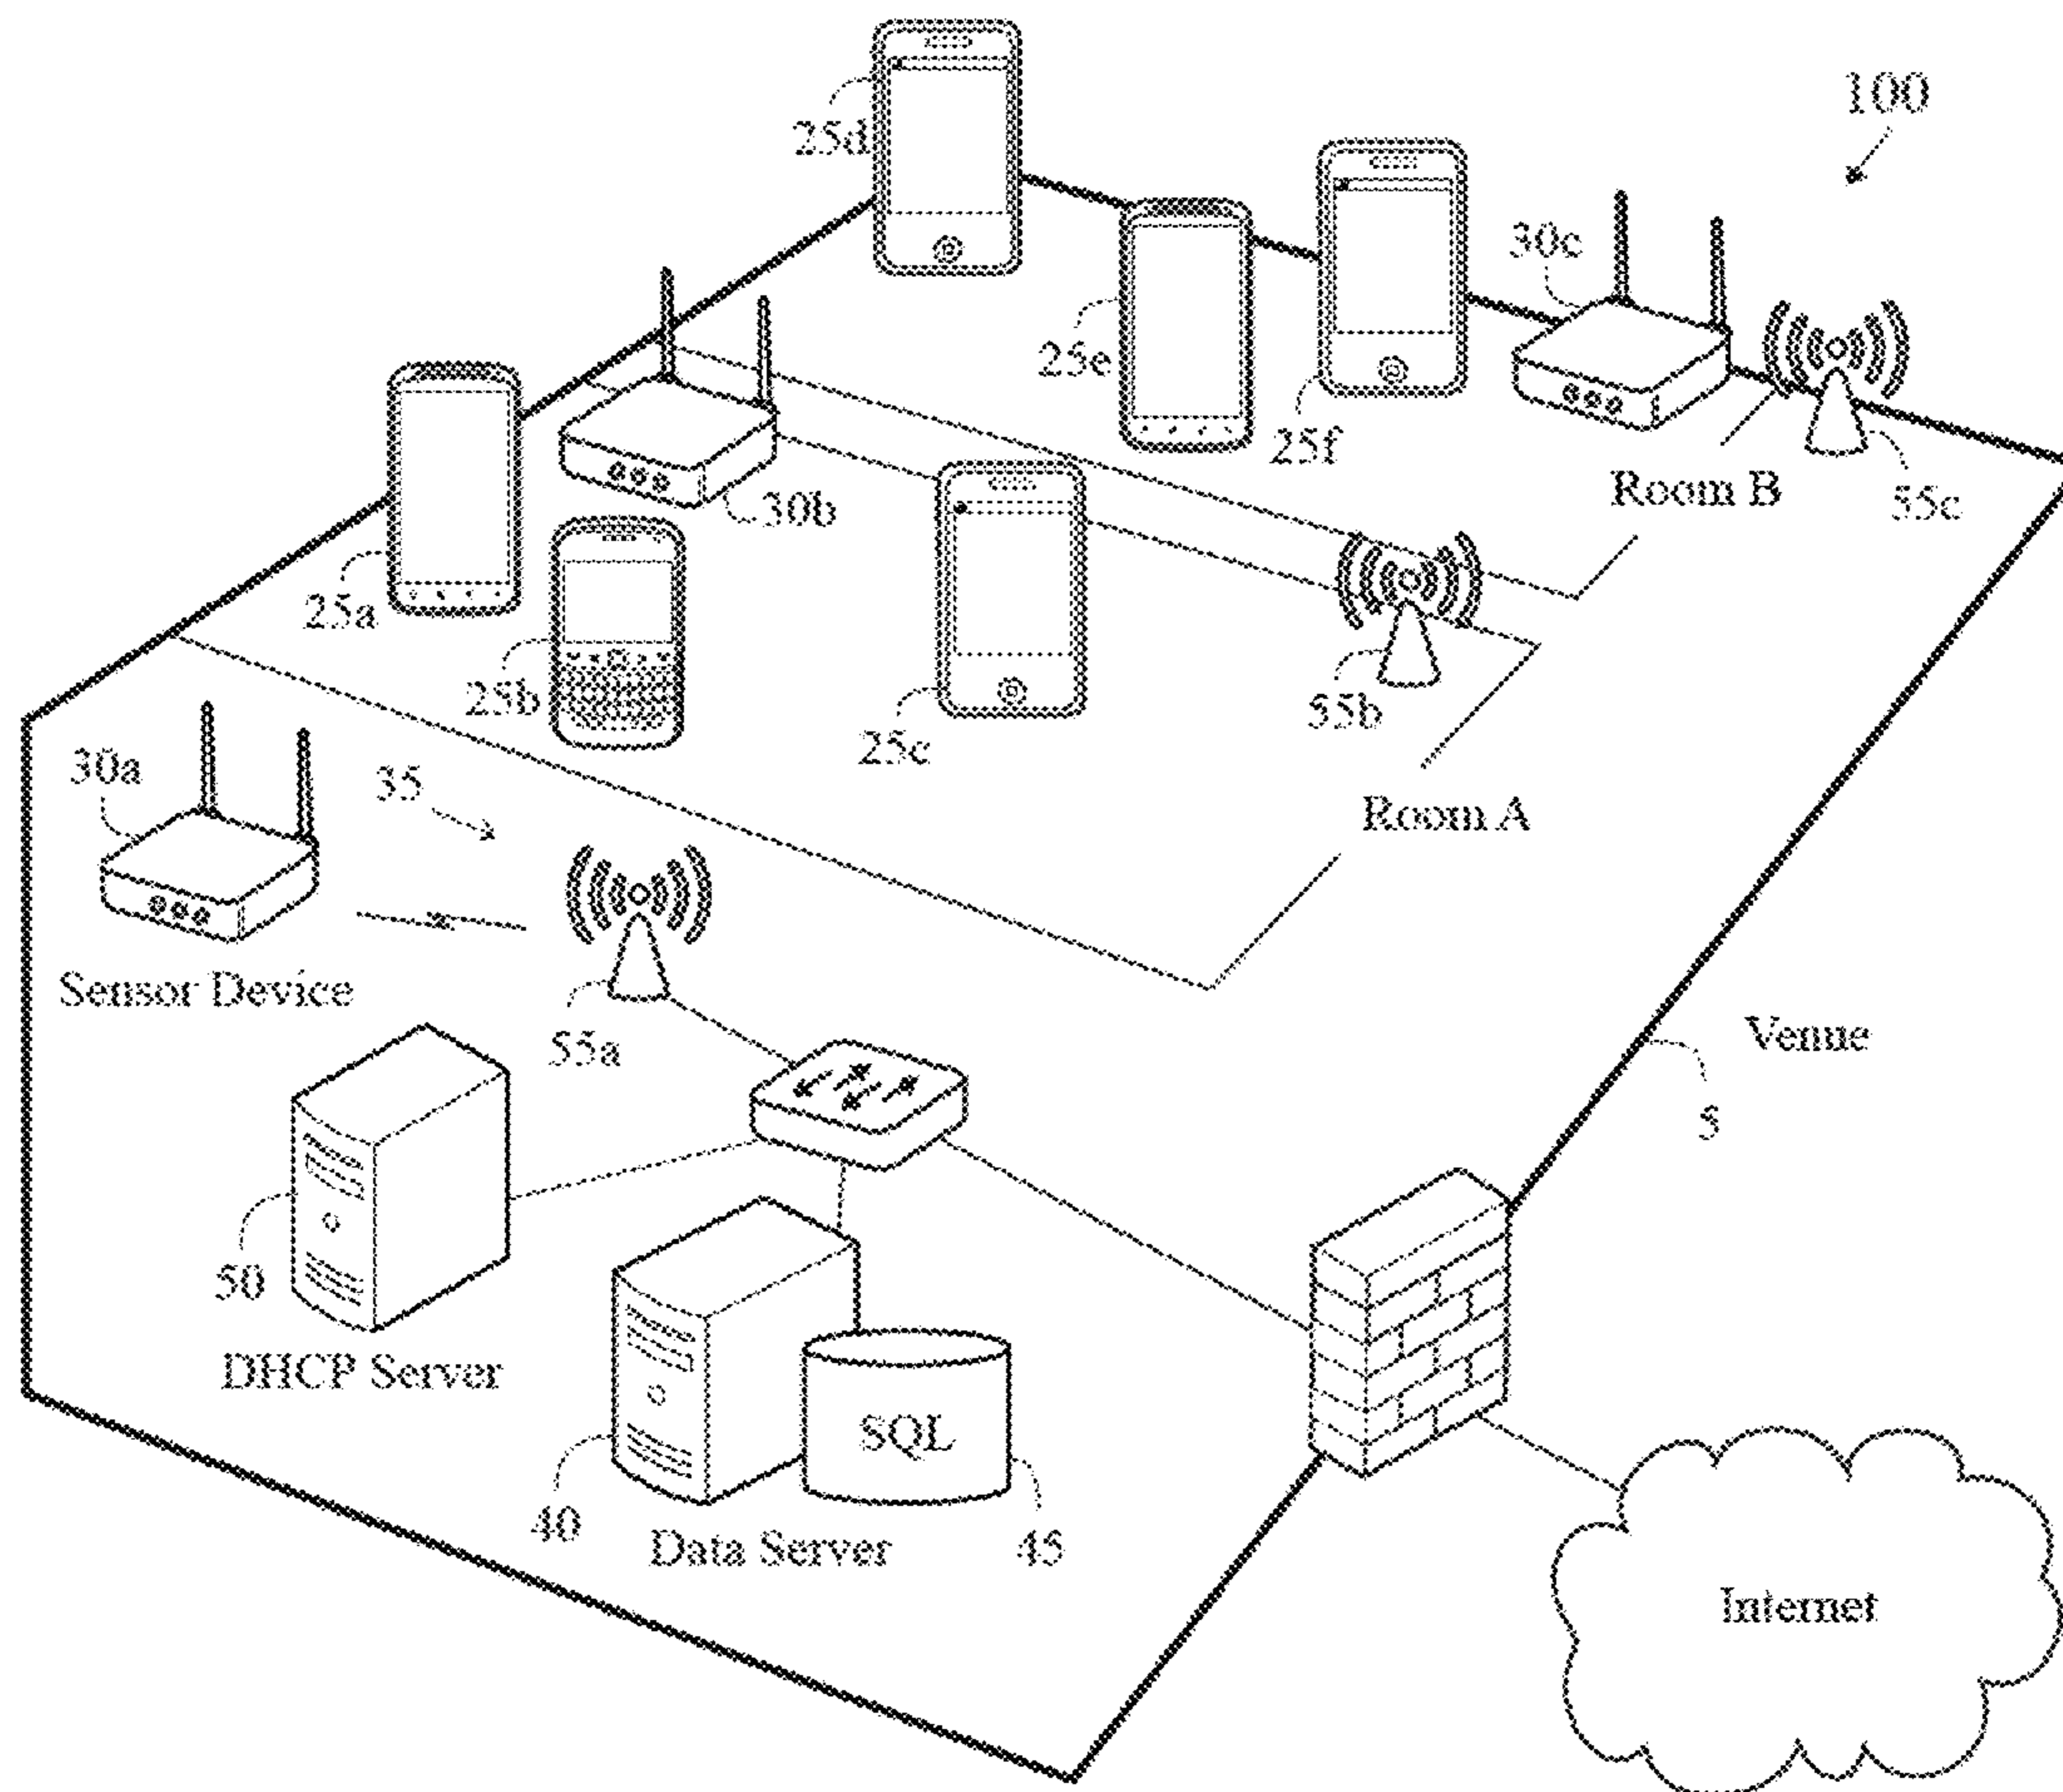 100
25d
30c
25e
25f
Room B
55c
30b
25a
25b
25c
55b
30a
35
Room A
Sensor Device
55a
Venue
5
50
DHCP Server
SQL
40
Data Server
45
Internet